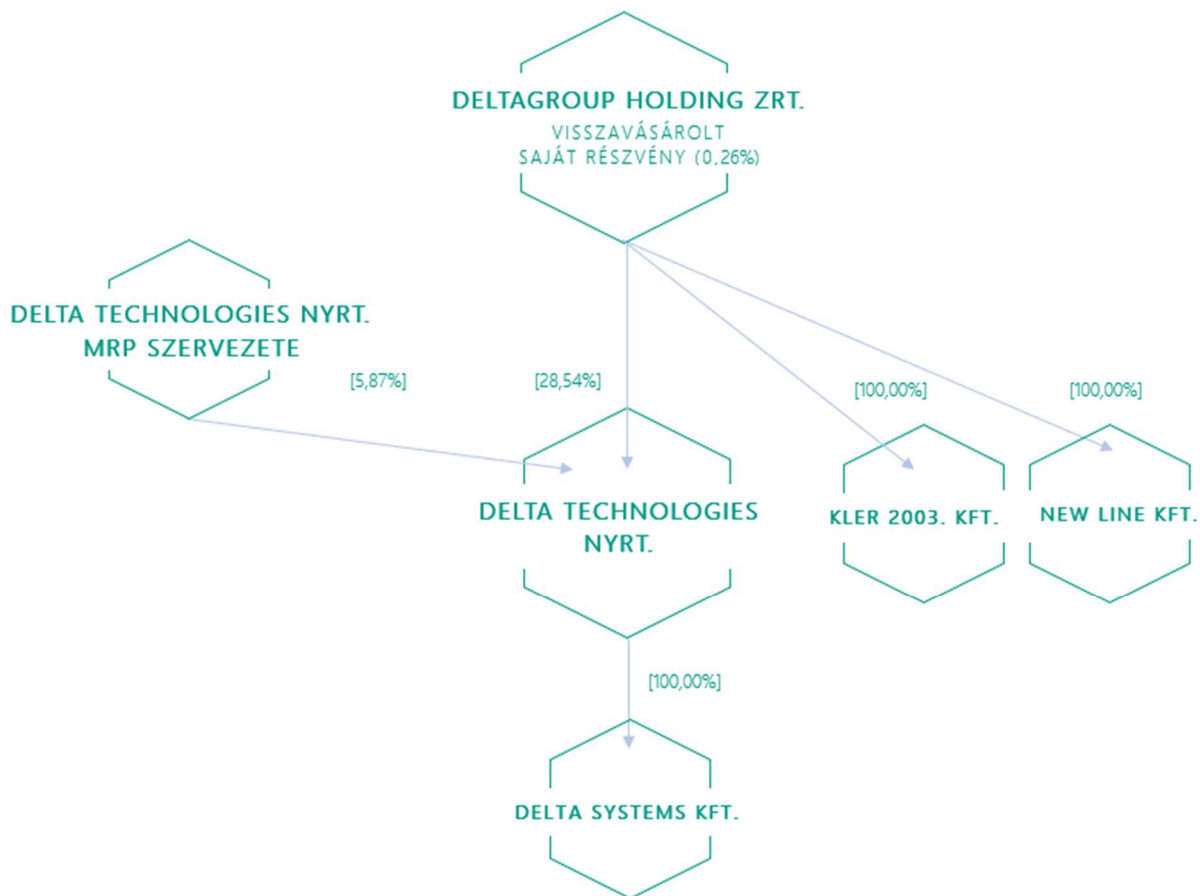 DELTAGROUP HOLDING ZRT.
VISSZAVÁSÁROLT
SAJÁT RÉSZVÉNY (0,26%)
DELTA TECHNOLOGIES NYRT.
MRP SZERVEZETE
[5,87%]
[28,54%]
[100,00%]
[100,00%]
DELTA TECHNOLOGIES
NYRT.
KLER 2003. KFT.
NEW LINE KFT.
[100,00%]
DELTA SYSTEMS KFT.